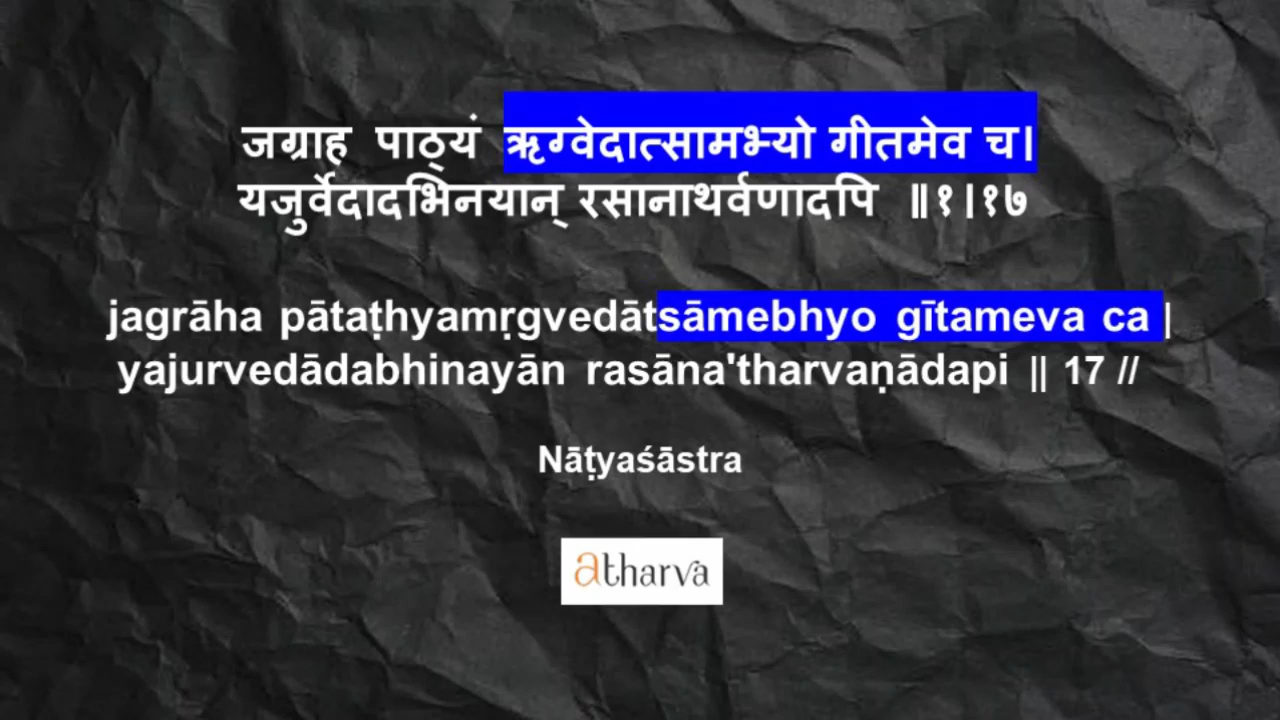 जग्राह पाठ्यं ऋग्वेदात्सामभ्यो गीतमेव च।
यजुर्वेदादभिनयान् रसानाथर्वणादपि ॥१।१७
jagrāha pātaṭhyamṛgvedātsāmebhyo gītameva ca |
yajurvedādabhinayān rasāna'tharvaṇādapi || 17 //
Nāṭyaśāstra
atharva